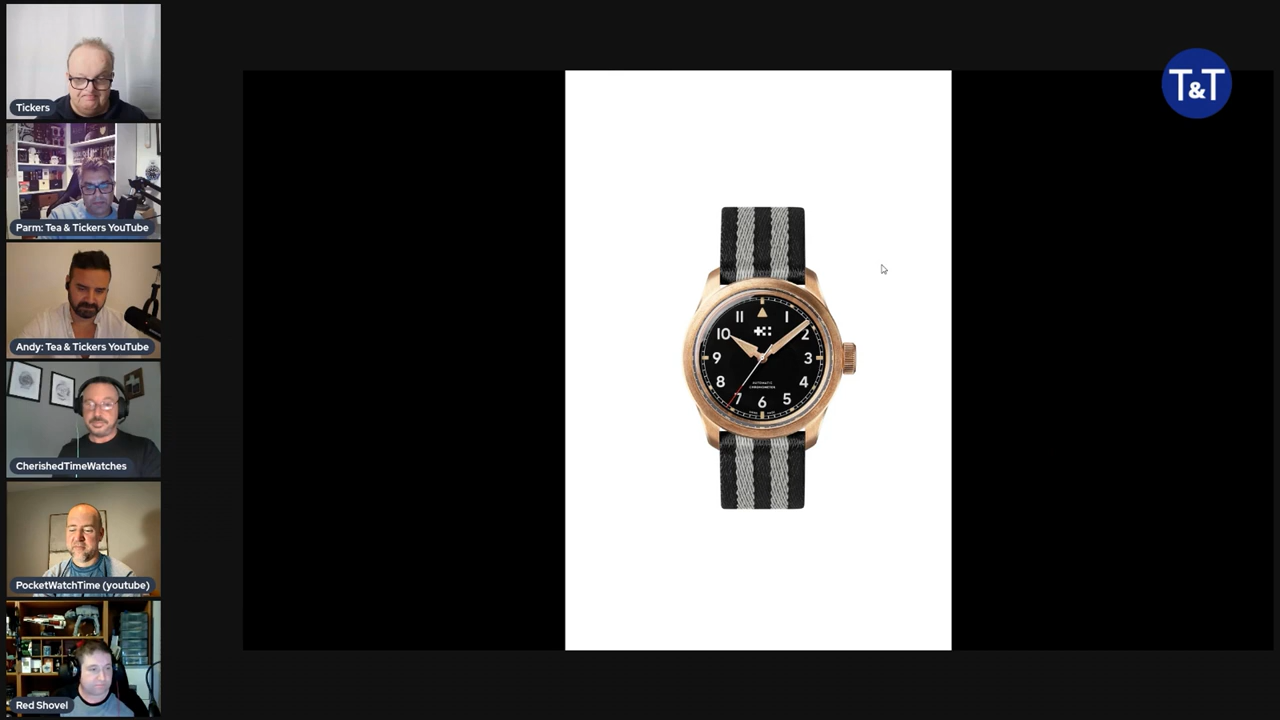 Tickers
Parm: Tea & Tickers YouTube
Andy: Tea & Tickers YouTube
CherishedTimeWatches
PocketWatchTime (youtube)
Red Shovel
T&T
11
1
10
2
9
3
8
4
7
5
6
AUTOMATIC
CHRONOMETER